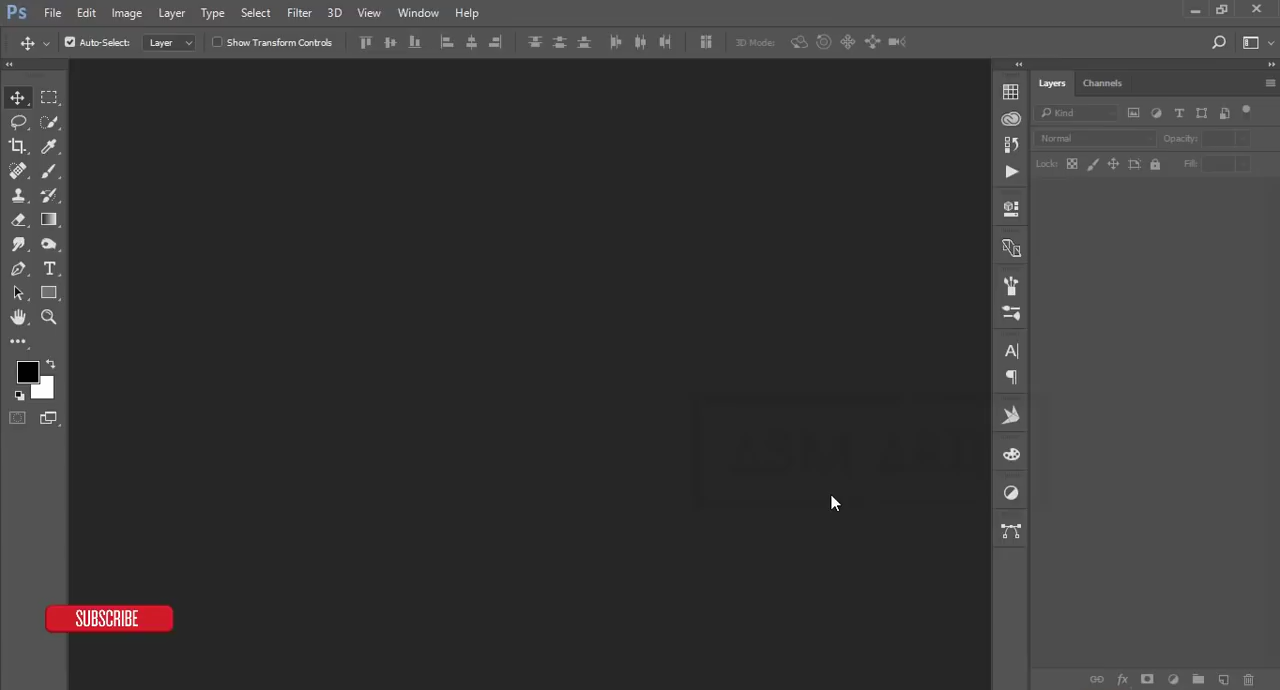 Ps File Edit Image Layer Type Select Filter 3D View Window Help
Auto-Select: Layer Show Transform Controls 3D Mode:
Layers Channels
Kind
Normal Opacity:
Lock: Fill:
SUBSCRIBE